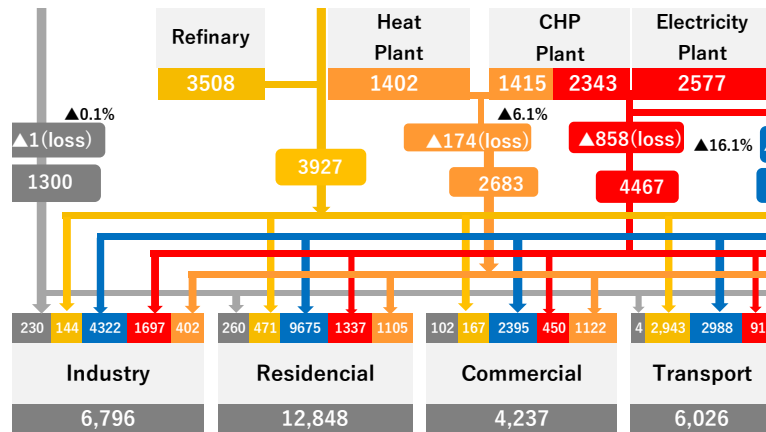 Refinary
Heat
Plant
CHP
Plant
Electricity
Plant
3508
1402
1415 2343
2577
▲0.1%
▲6.1%
▲1(loss)
▲174(loss)
▲858(loss)
▲16.1%
1300
3927
2683
4467
230 144 4322 1697 402
260 471 9675 1337 1105
102 167 2395 450 1122
4 2,943 2988 91
Industry
Residencial
Commercial
Transport
6,796
12,848
4,237
6,026